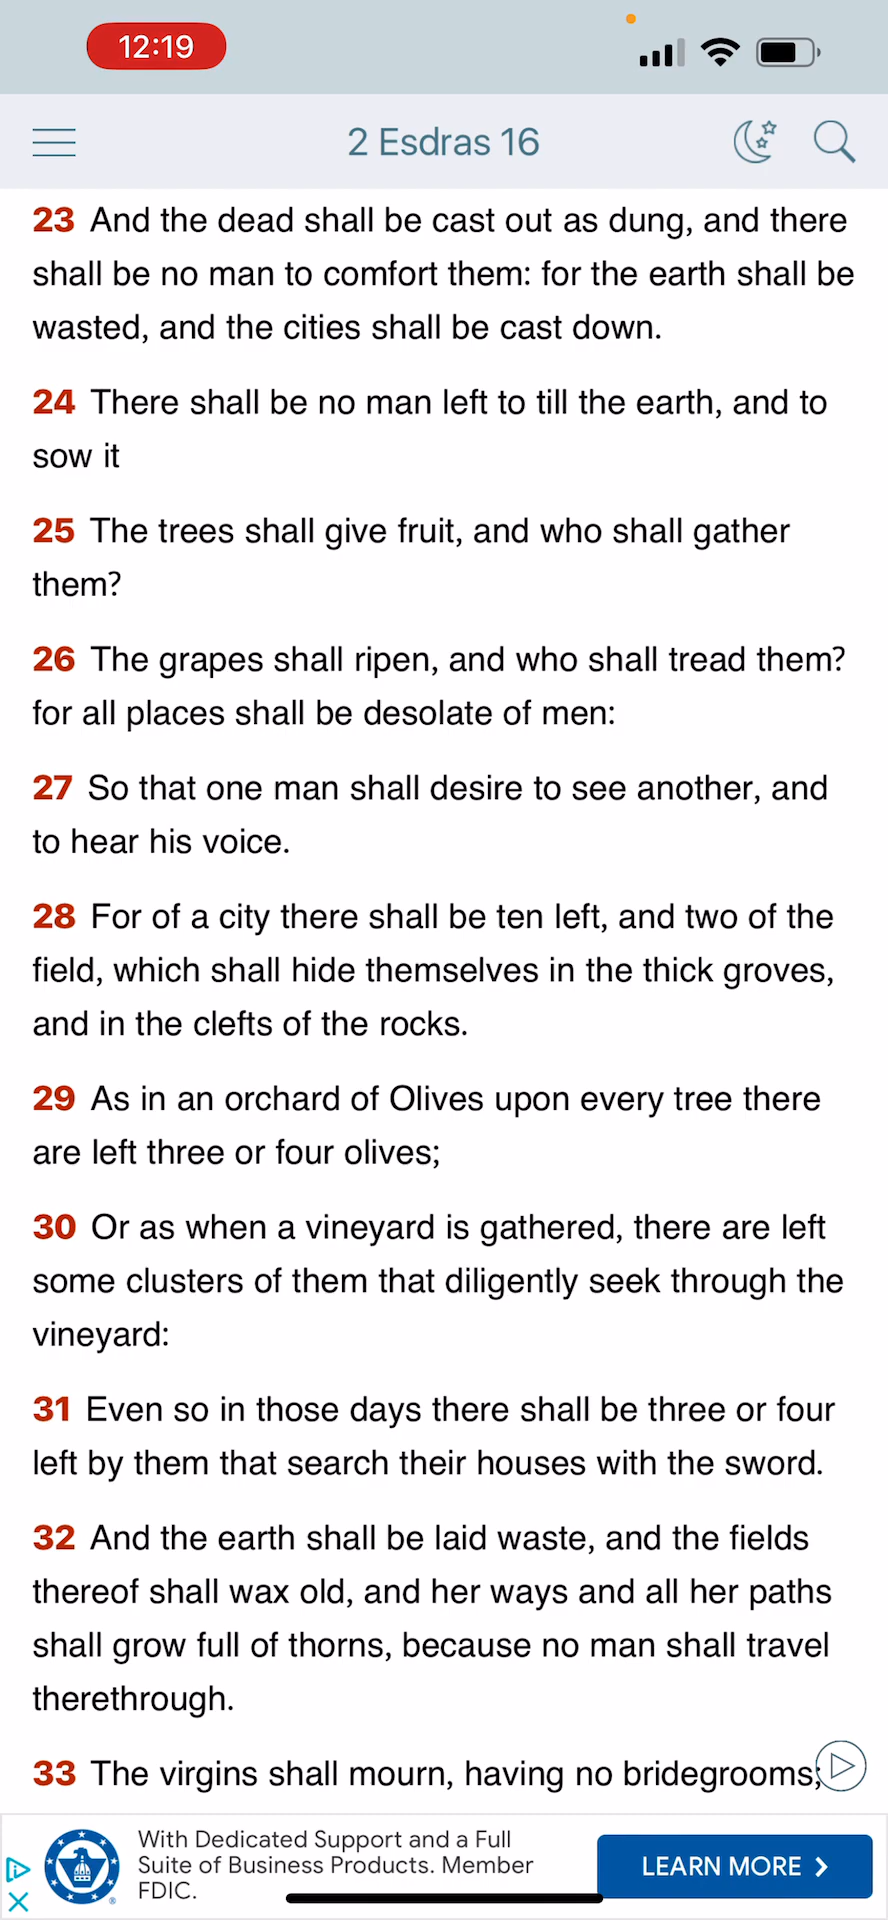 12:19
2 Esdras 16
23 And the dead shall be cast out as dung, and there
shall be no man to comfort them: for the earth shall be
wasted, and the cities shall be cast down.
24 There shall be no man left to till the earth, and to
sow it
25 The trees shall give fruit, and who shall gather
them?
26 The grapes shall ripen, and who shall tread them?
for all places shall be desolate of men:
27 So that one man shall desire to see another, and
to hear his voice.
28 For of a city there shall be ten left, and two of the
field, which shall hide themselves in the thick groves,
and in the clefts of the rocks.
29 As in an orchard of Olives upon every tree there
are left three or four olives;
30 Or as when a vineyard is gathered, there are left
some clusters of them that diligently seek through the
vineyard:
31 Even so in those days there shall be three or four
left by them that search their houses with the sword.
32 And the earth shall be laid waste, and the fields
thereof shall wax old, and her ways and all her paths
shall grow full of thorns, because no man shall travel
therethrough.
33 The virgins shall mourn, having no bridegrooms;
With Dedicated Support and a Full
Suite of Business Products. Member
FDIC.
LEARN MORE